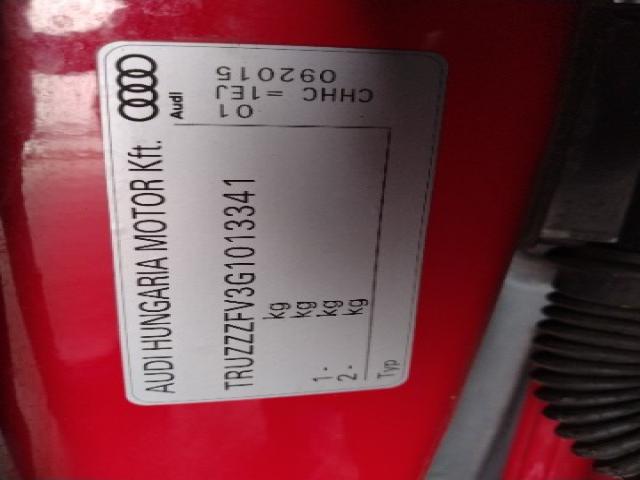 AUDI HUNGARIA MOTOR Kft.
Audi
TRUZZZFV3G1013341
kg
kg
1 - kg
2 - kg
Typ
01
=1EJ
CHHC
092015